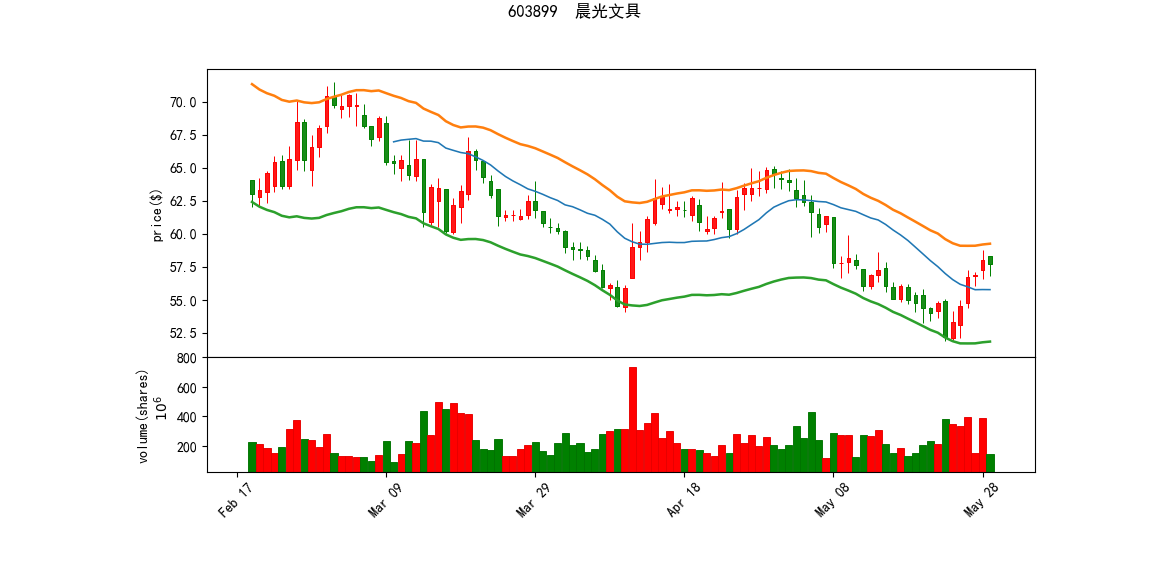 603899 晨光文具
price($)
70.0
67.5
65.0
62.5
60.0
57.5
55.0
52.5
volume(shares)
10^6
800
600
400
200
Feb 17
Mar 09
Mar 29
Apr 18
May 08
May 28